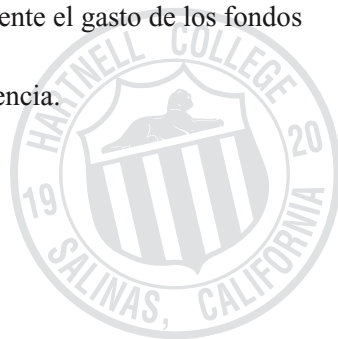 ente el gasto de los fondos
encia.
HARTNELL COLLEGE
19 20
SALINAS, CALIFORNIA